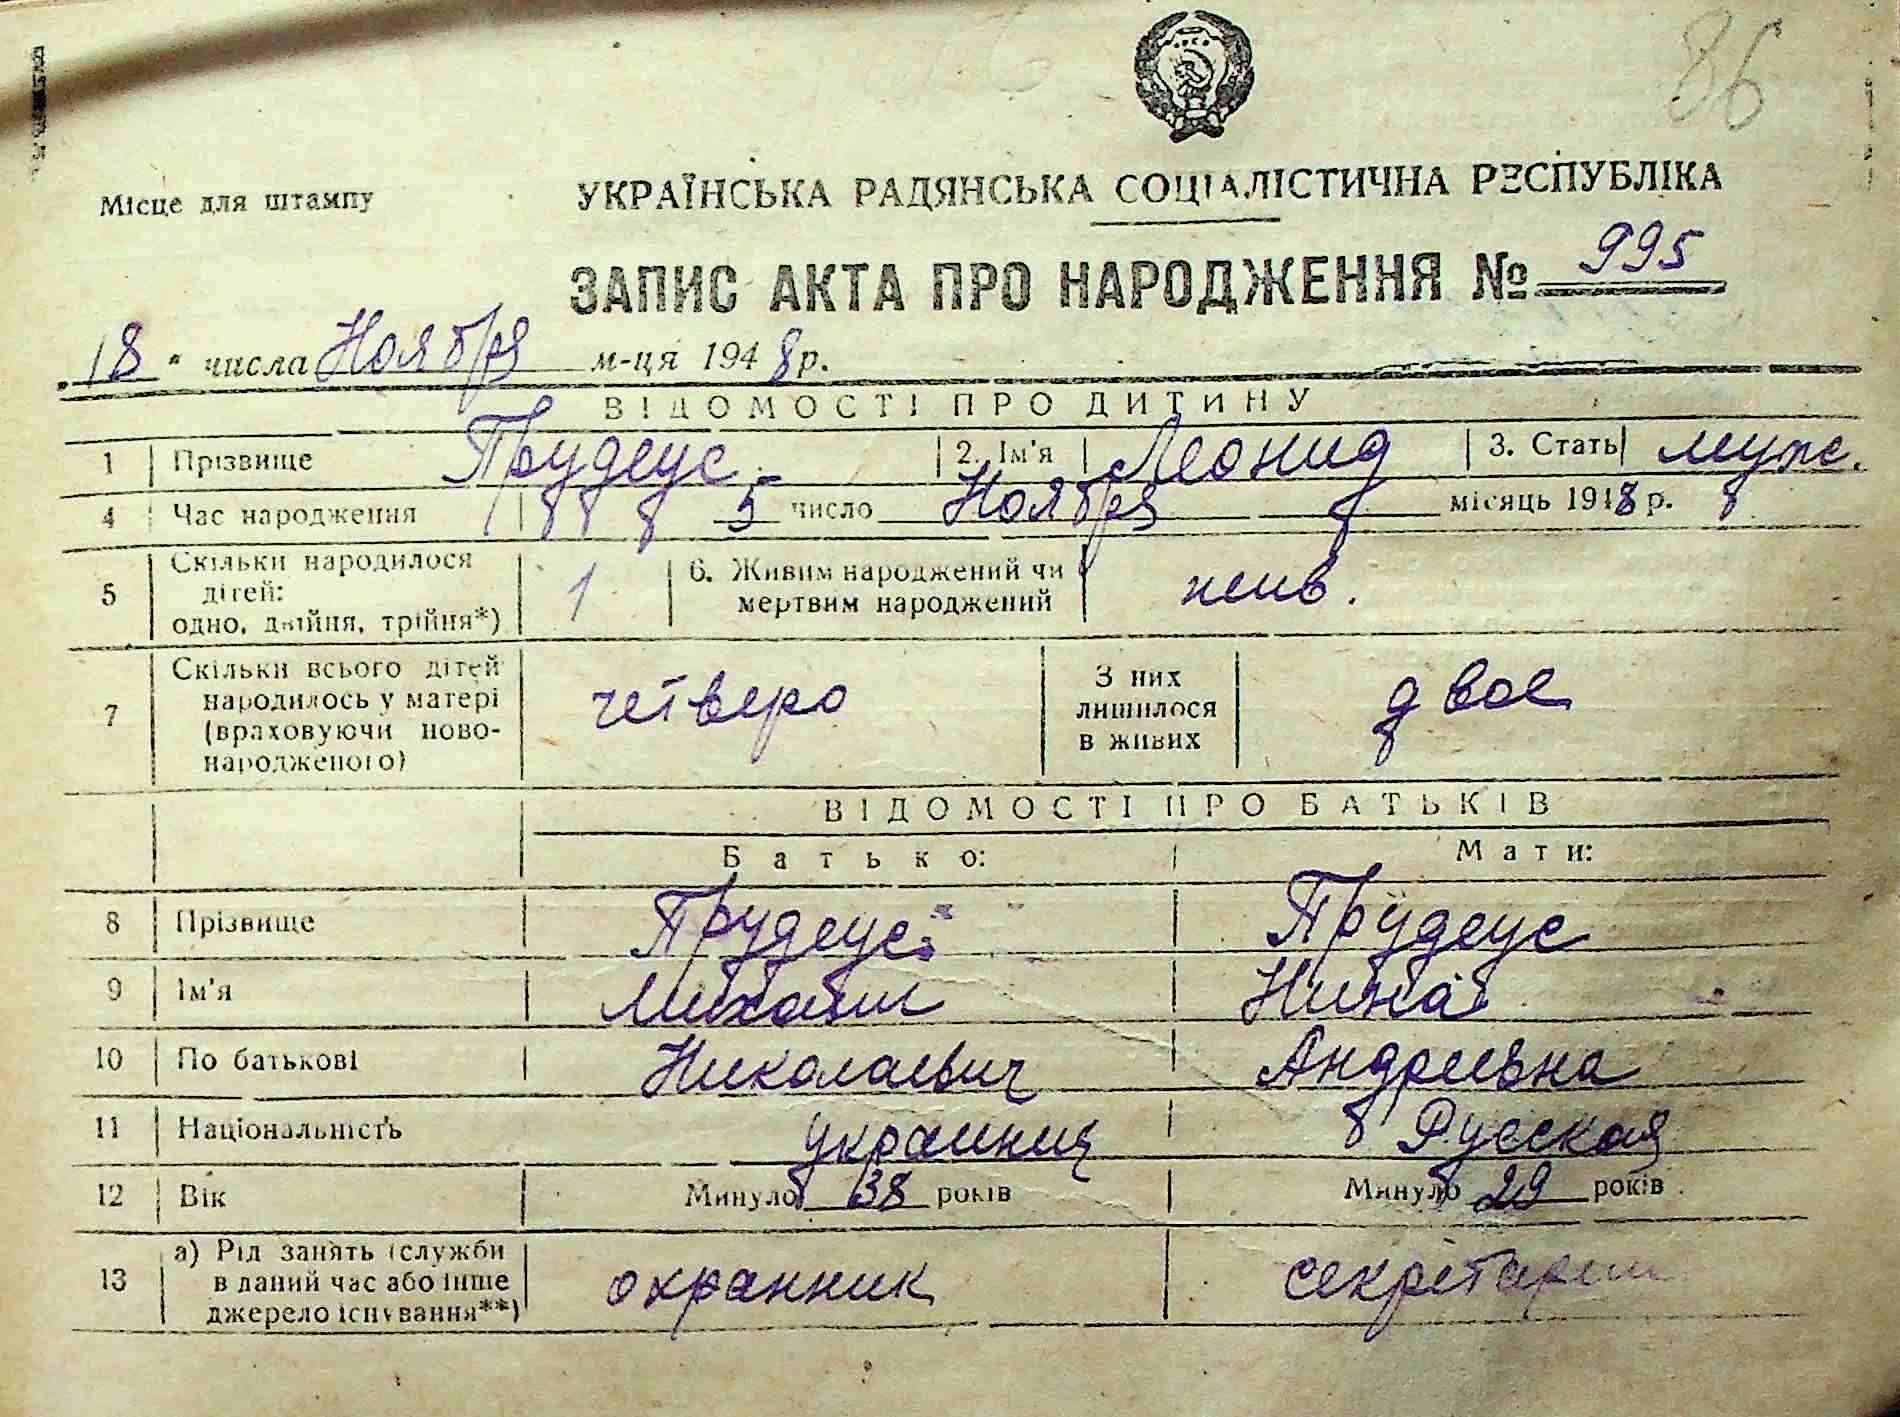 86
Місце для штампу
УКРАЇНСЬКА РАДЯНСЬКА СОЦІАЛІСТИЧНА РЕСПУБЛІКА
ЗАПИС АКТА ПРО НАРОДЖЕННЯ № 995
"18" числа Ноября м-ця 1948 р.
ВІДОМОСТІ ПРО ДИТИНУ
1 Прізвище Трудеус 2. Ім'я Леонид 3. Стать муж.
4 Час народження 5 число Ноября місяць 1948 р.
5 Скільки народилося дітей: одно, двійня, трійня*) 1 6. Живим народжений чи мертвим народжений жив.
7 Скільки всього дітей народилось у матері (враховуючи новонародженого) четверо З них лишилося в живих двое
ВІДОМОСТІ ПРО БАТЬКІВ
Батько: Мати:
8 Прізвище Трудеус Трудеус
9 Ім'я Михаил Нина
10 По батькові Николаевич Андреевна
11 Національність украинец Русская
12 Вік Минуло 38 років Минуло 29 років
13 а) Рід занять (служби в даний час або інше джерело існування**) охранник секретарь